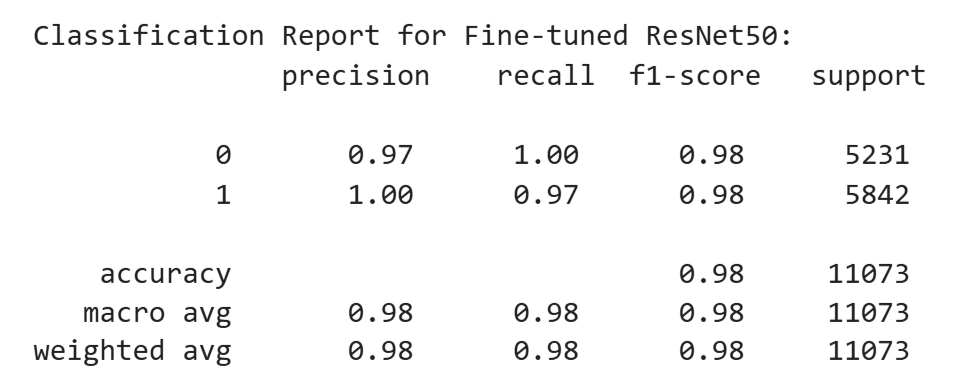 Classification Report for Fine-tuned ResNet50:
precision recall f1-score support
0 0.97 1.00 0.98 5231
1 1.00 0.97 0.98 5842
accuracy 0.98 11073
macro avg 0.98 0.98 0.98 11073
weighted avg 0.98 0.98 0.98 11073